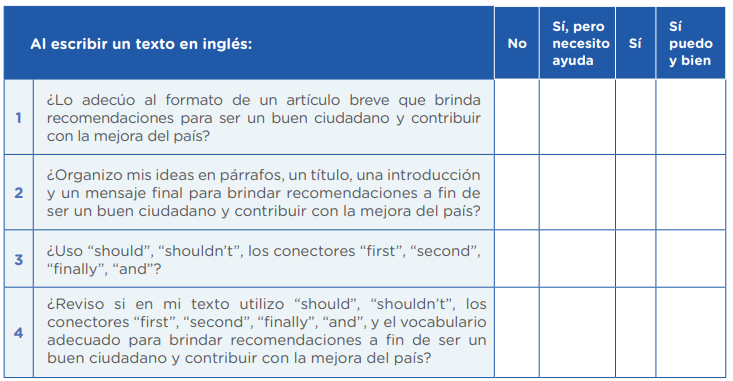 Al escribir un texto en inglés:
No
Sí, pero
necesito
ayuda
Sí
Sí
puedo
y bien
1
¿Lo adecúo al formato de un artículo breve que brinda
recomendaciones para ser un buen ciudadano y contribuir
con la mejora del país?
2
¿Organizo mis ideas en párrafos, un título, una introducción
y un mensaje final para brindar recomendaciones a fin de
ser un buen ciudadano y contribuir con la mejora del país?
3
¿Uso “should”, “shouldn’t”, los conectores “first”, “second”,
“finally”, “and”?
4
¿Reviso si en mi texto utilizo “should”, “shouldn’t”, los
conectores “first”, “second”, “finally”, “and”, y el vocabulario
adecuado para brindar recomendaciones a fin de ser un
buen ciudadano y contribuir con la mejora del país?